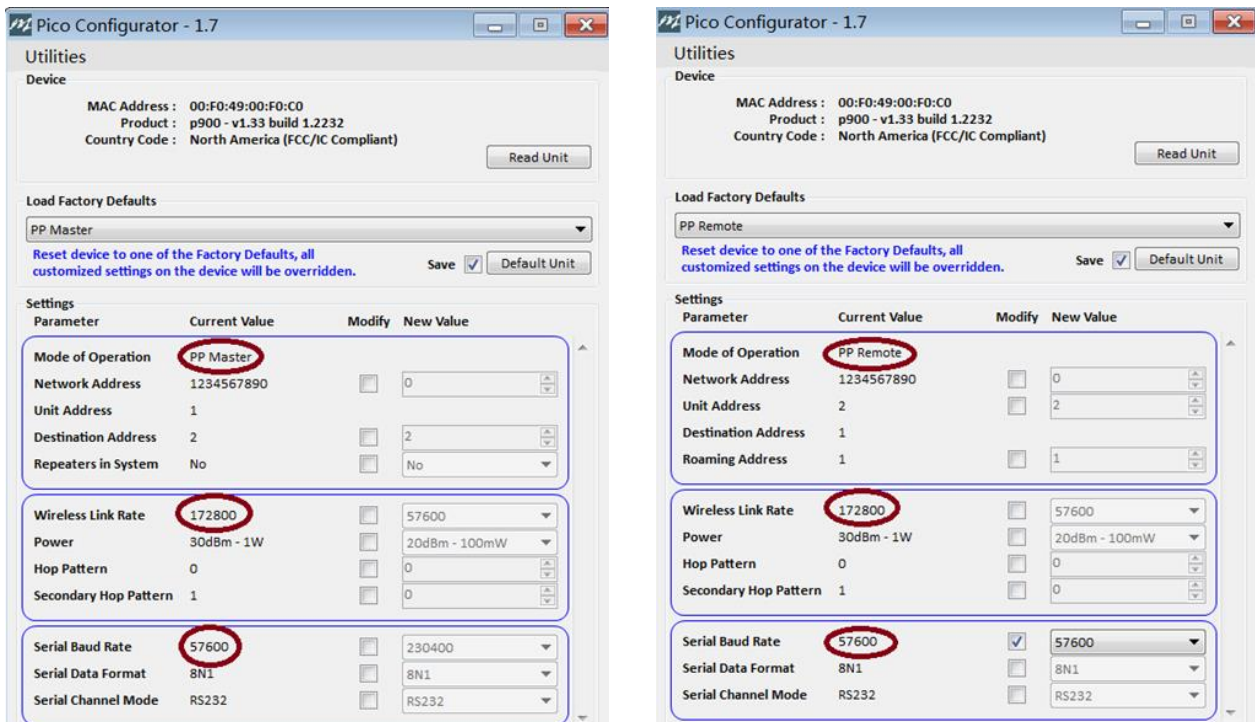 Pico Configurator - 1.7
Utilities
Device
MAC Address : 00:F0:49:00:F0:C0
Product : p900 - v1.33 build 1.2232
Country Code : North America (FCC/IC Compliant)
Read Unit
Load Factory Defaults
PP Master
Reset device to one of the Factory Defaults, all
customized settings on the device will be overridden.
Save Default Unit
Settings
Parameter Current Value Modify New Value
Mode of Operation PP Master
Network Address 1234567890 0
Unit Address 1
Destination Address 2 2
Repeaters in System No No
Wireless Link Rate 172800 57600
Power 30dBm - 1W 20dBm - 100mW
Hop Pattern 0 0
Secondary Hop Pattern 1 0
Serial Baud Rate 57600 230400
Serial Data Format 8N1 8N1
Serial Channel Mode RS232 RS232
Pico Configurator - 1.7
Utilities
Device
MAC Address : 00:F0:49:00:F0:C0
Product : p900 - v1.33 build 1.2232
Country Code : North America (FCC/IC Compliant)
Read Unit
Load Factory Defaults
PP Remote
Reset device to one of the Factory Defaults, all
customized settings on the device will be overridden.
Save Default Unit
Settings
Parameter Current Value Modify New Value
Mode of Operation PP Remote
Network Address 1234567890 0
Unit Address 2 2
Destination Address 1
Roaming Address 1 1
Wireless Link Rate 172800 57600
Power 30dBm - 1W 20dBm - 100mW
Hop Pattern 0 0
Secondary Hop Pattern 1 0
Serial Baud Rate 57600 57600
Serial Data Format 8N1 8N1
Serial Channel Mode RS232 RS232